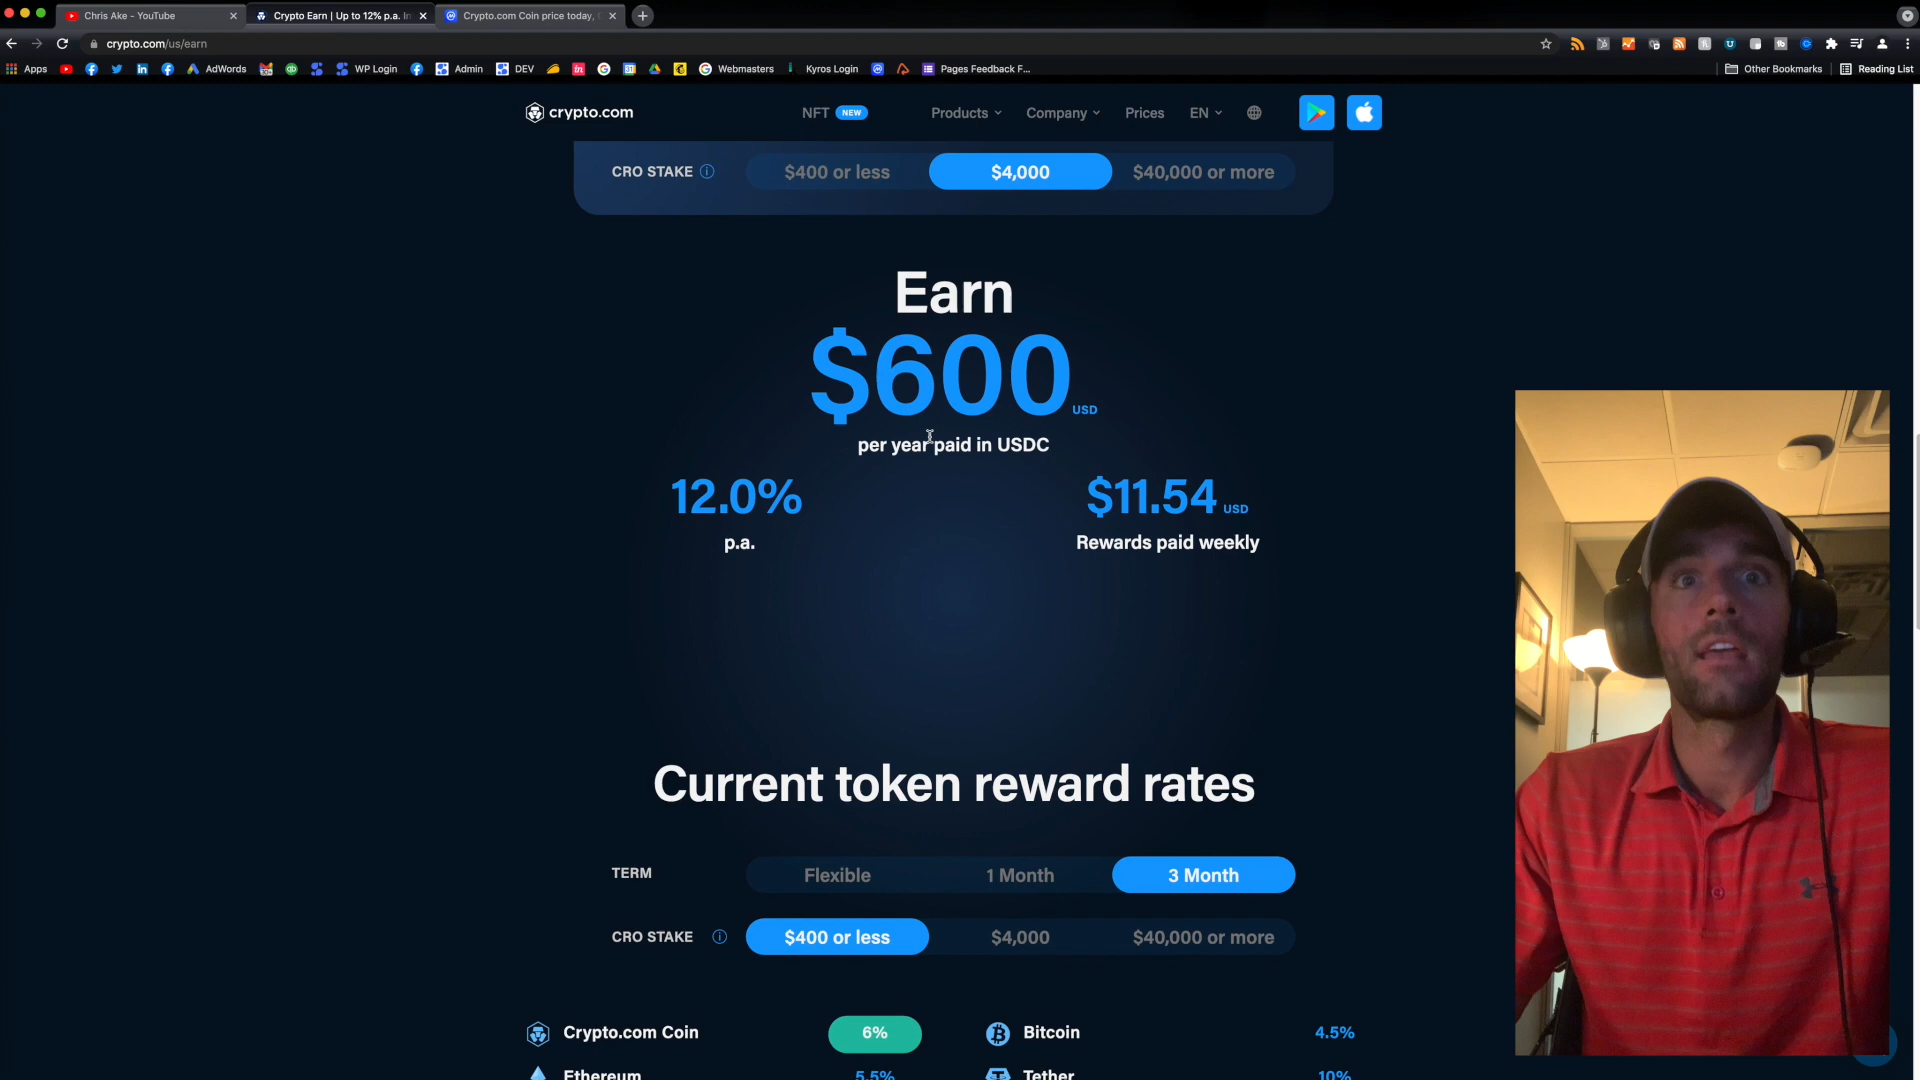 Chris Ake - YouTube
Crypto Earn | Up to 12% p.a. In
Crypto.com Coin price today,
crypto.com/us/earn
Apps
AdWords
WP Login
Admin
DEV
Webmasters
Kyros Login
Pages Feedback F...
Other Bookmarks
Reading List
crypto.com
NFT NEW
Products
Company
Prices
EN
CRO STAKE
$400 or less
$4,000
$40,000 or more
Earn
$600 USD
per year paid in USDC
12.0%
p.a.
$11.54 USD
Rewards paid weekly
Current token reward rates
TERM
Flexible
1 Month
3 Month
CRO STAKE
$400 or less
$4,000
$40,000 or more
Crypto.com Coin
6%
Bitcoin
4.5%
Ethereum
5.5%
Tether
10%